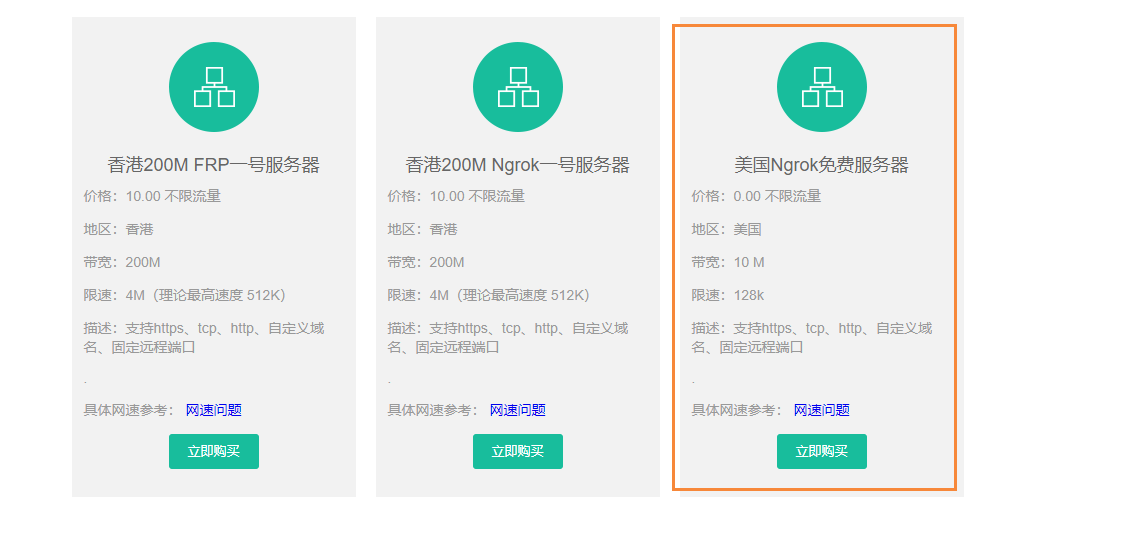 香港200M FRP一号服务器
价格：10.00 不限流量
地区：香港
带宽：200M
限速：4M（理论最高速度 512K）
描述：支持https、tcp、http、自定义域
名、固定远程端口
.
具体网速参考： 网速问题
立即购买
香港200M Ngrok一号服务器
价格：10.00 不限流量
地区：香港
带宽：200M
限速：4M（理论最高速度 512K）
描述：支持https、tcp、http、自定义域
名、固定远程端口
.
具体网速参考： 网速问题
立即购买
美国Ngrok免费服务器
价格：0.00 不限流量
地区：美国
带宽：10 M
限速：128k
描述：支持https、tcp、http、自定义域
名、固定远程端口
.
具体网速参考： 网速问题
立即购买